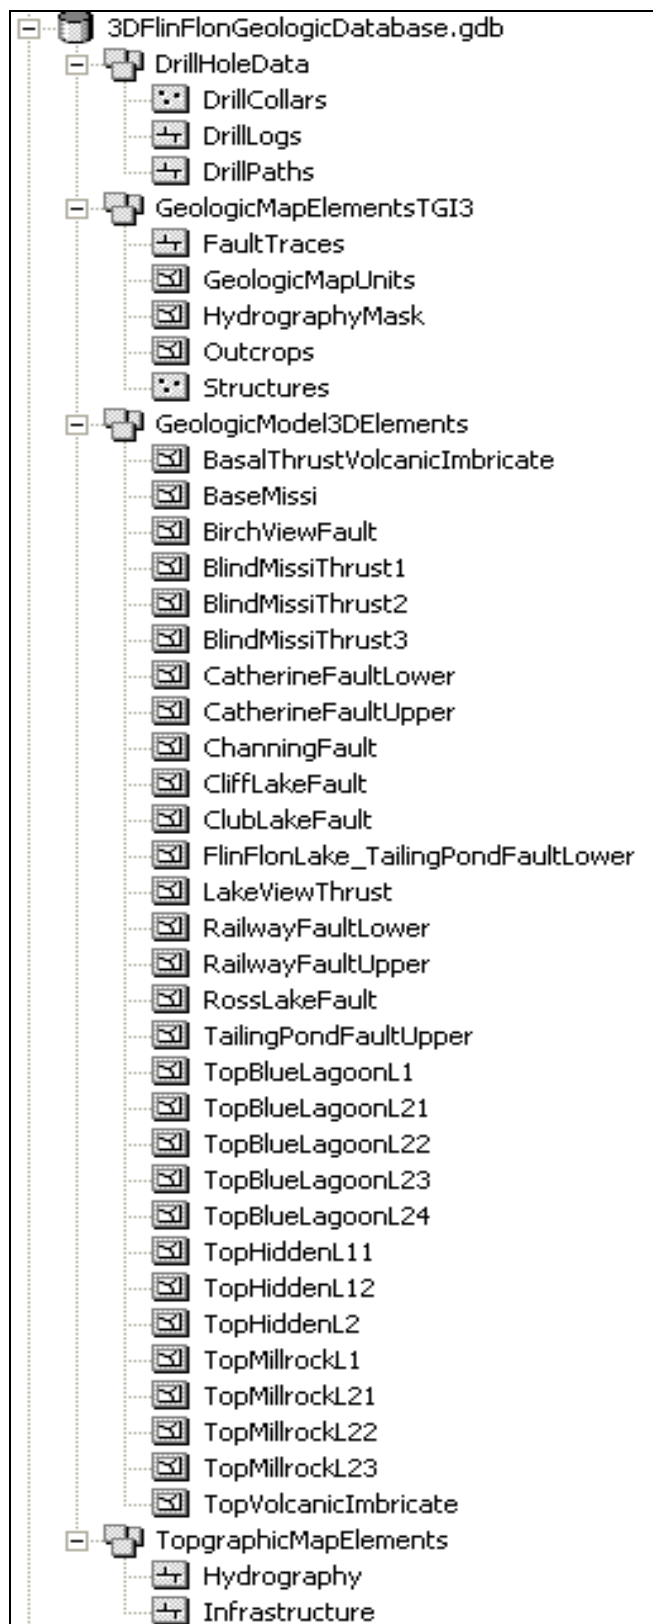 3DFlinFlonGeologicDatabase.gdb
DrillHoleData
DrillCollars
DrillLogs
DrillPaths
GeologicMapElementsTGI3
FaultTraces
GeologicMapUnits
HydrographyMask
Outcrops
Structures
GeologicModel3DElements
BasalThrustVolcanicImbricate
BaseMissi
BirchViewFault
BlindMissiThrust1
BlindMissiThrust2
BlindMissiThrust3
CatherineFaultLower
CatherineFaultUpper
ChanningFault
CliffLakeFault
ClubLakeFault
FlinFlonLake_TailingPondFaultLower
LakeViewThrust
RailwayFaultLower
RailwayFaultUpper
RossLakeFault
TailingPondFaultUpper
TopBlueLagoonL1
TopBlueLagoonL21
TopBlueLagoonL22
TopBlueLagoonL23
TopBlueLagoonL24
TopHiddenL11
TopHiddenL12
TopHiddenL2
TopMillrockL1
TopMillrockL21
TopMillrockL22
TopMillrockL23
TopVolcanicImbricate
TopgraphicMapElements
Hydrography
Infrastructure